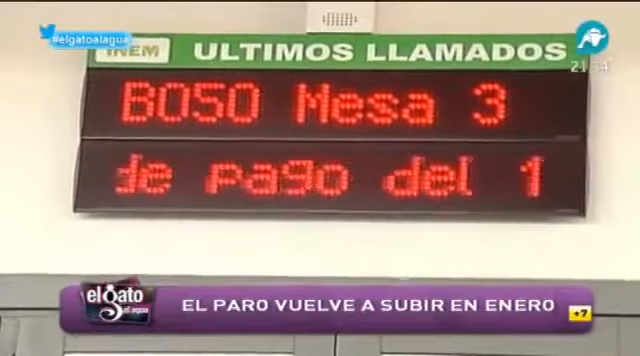 #elgatoalagua
INEM ULTIMOS LLAMADOS
21:34
B050 Mesa 3
de pago del 1
el gato al agua
EL PARO VUELVE A SUBIR EN ENERO
+7